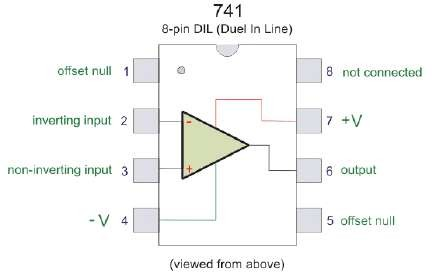 741
8-pin DIL (Duel In Line)
offset null 1 8 not connected
inverting input 2 - 7 +V
non-inverting input 3 + 6 output
-V 4 5 offset null
(viewed from above)